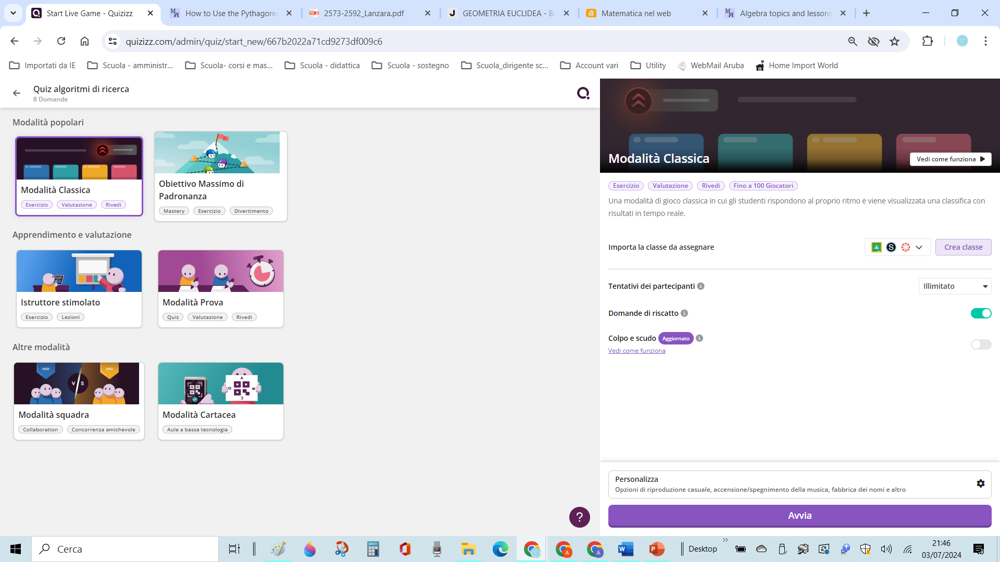 Start Live Game - Quizizz
How to Use the Pythagorea
2573-2592_Lanzara.pdf
GEOMETRIA EUCLIDEA - Be
Matematica nel web
Algebra topics and lessons
quizizz.com/admin/quiz/start_new/667b2022a71cd9273df009c6
Importati da IE
Scuola - amministr...
Scuola- corsi e mas...
Scuola - didattica
Scuola - sostegno
Scuola_dirigente sc...
Account vari
Utility
WebMail Aruba
Home Import World
Quiz algoritmi di ricerca
8 Domande
Modalità popolari
Modalità Classica
Esercizio Valutazione Rivedi
Obiettivo Massimo di
Padronanza
Mastery Esercizio Divertimento
Apprendimento e valutazione
Istruttore stimolato
Esercizio Lezioni
Modalità Prova
Quiz Valutazione Rivedi
Altre modalità
V S
Modalità squadra
Collaboration Concorrenza amichevole
Modalità Cartacea
Aule a bassa tecnologia
Modalità Classica
Vedi come funziona
Esercizio Valutazione Rivedi Fino a 100 Giocatori
Una modalità di gioco classica in cui gli studenti rispondono al proprio ritmo e viene visualizzata una classifica con
risultati in tempo reale.
Importa la classe da assegnare
Crea classe
Tentativi dei partecipanti
Illimitato
Domande di riscatto
Colpo e scudo Aggiornato
Vedi come funziona
Personalizza
Opzioni di riproduzione casuale, accensione/spegnimento della musica, fabbrica dei nomi e altro
Avvia
?
Cerca
Desktop
21:46
03/07/2024